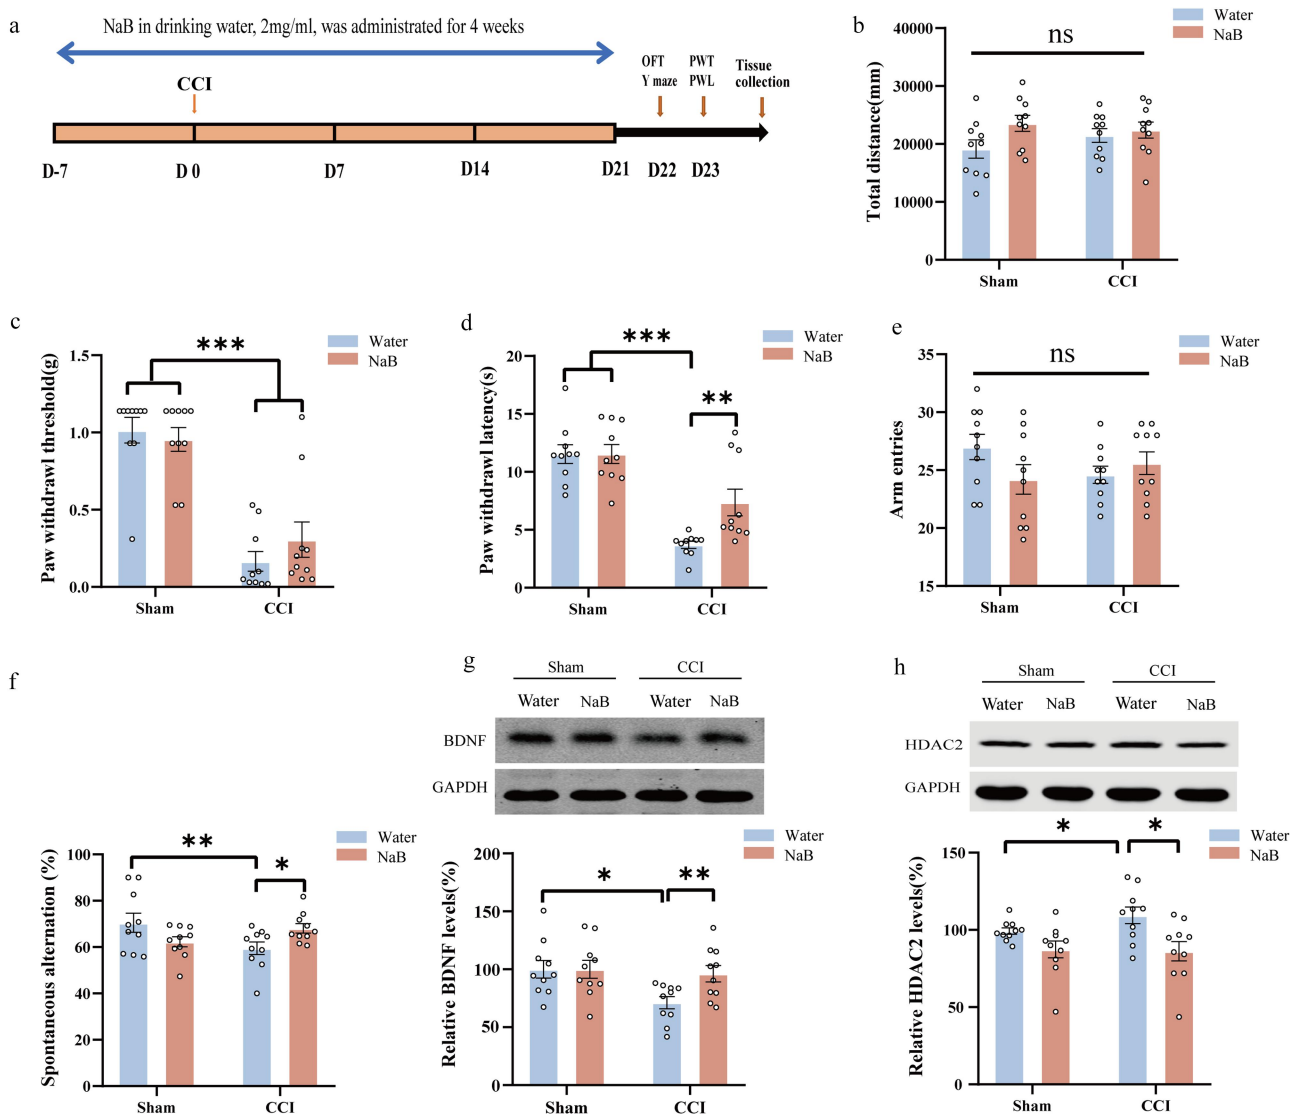 a
NaB in drinking water, 2mg/ml, was administrated for 4 weeks
CCI
OFT
Y maze
PWT
PWL
Tissue
collection
D-7
D 0
D7
D14
D21
D22
D23
b
Water
NaB
ns
Total distance(mm)
40000
30000
20000
10000
0
Sham
CCI
c
Water
NaB
***
Paw withdrawl threshold(g)
1.5
1.0
0.5
0.0
Sham
CCI
d
Water
NaB
***
**
Paw withdrawl latency(s)
20
15
10
5
0
Sham
CCI
e
Water
NaB
ns
Arm entries
35
30
25
20
15
Sham
CCI
f
Water
NaB
**
*
Spontaneous alternation (%)
100
80
60
40
20
0
Sham
CCI
g
Sham
CCI
Water
NaB
Water
NaB
BDNF
GAPDH
Water
NaB
*
**
Relative BDNF levels(%)
200
150
100
50
0
Sham
CCI
h
Sham
CCI
Water
NaB
Water
NaB
HDAC2
GAPDH
Water
NaB
*
*
Relative HDAC2 levels(%)
150
100
50
0
Sham
CCI